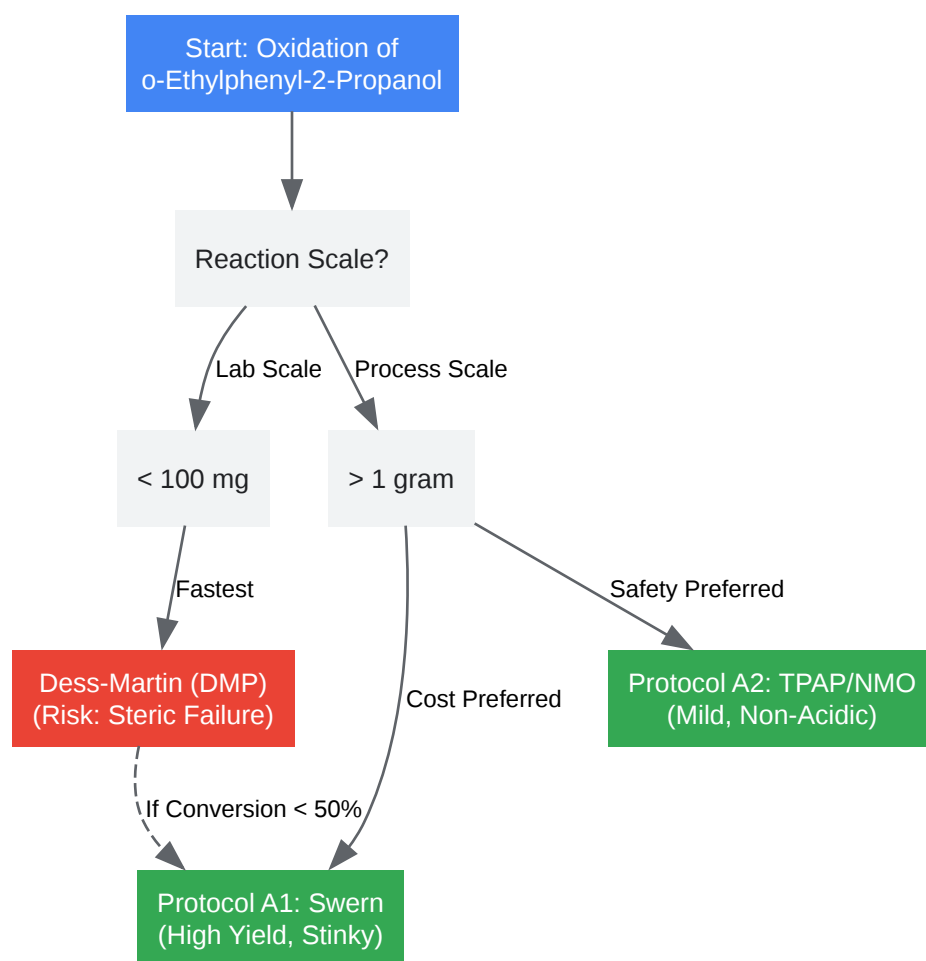 Start: Oxidation of
o-Ethylphenyl-2-Propanol
Reaction Scale?
Lab Scale
Process Scale
< 100 mg
> 1 gram
Fastest
Safety Preferred
Dess-Martin (DMP)
(Risk: Steric Failure)
Cost Preferred
Protocol A2: TPAP/NMO
(Mild, Non-Acidic)
If Conversion < 50%
Protocol A1: Swern
(High Yield, Stinky)